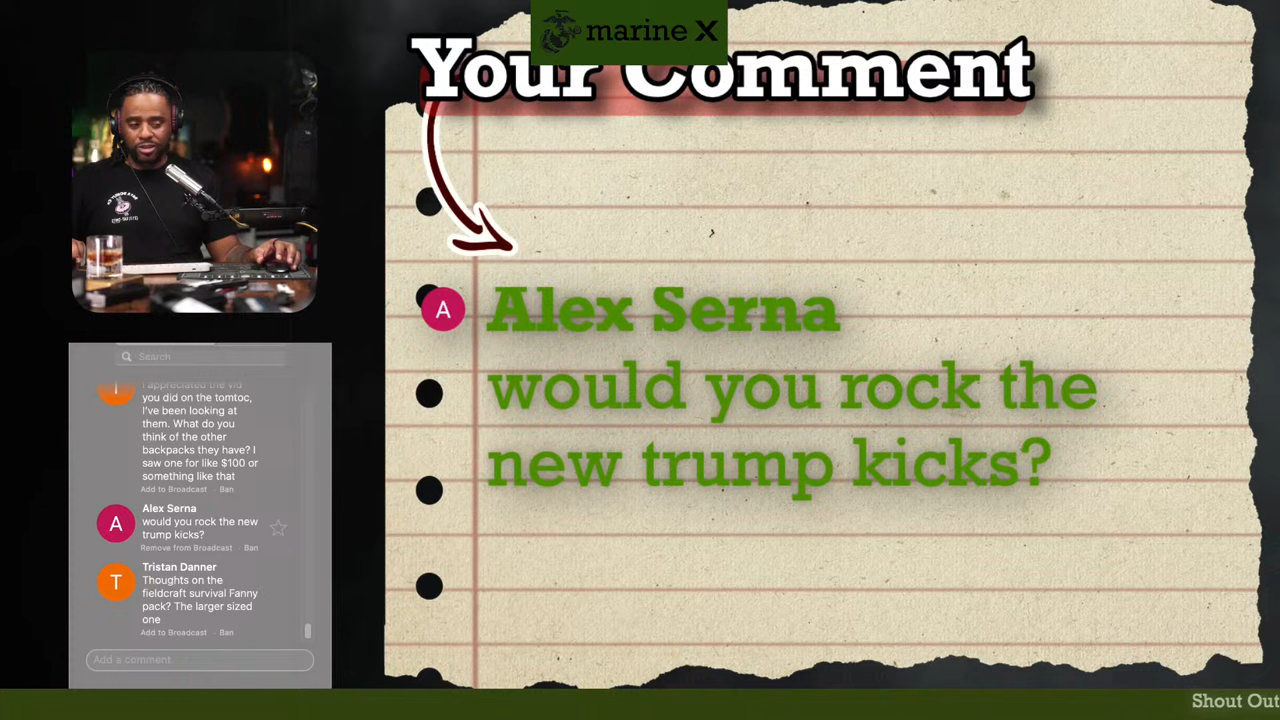 marine X
Your Comment
A
Alex Serna
would you rock the
new trump kicks?
Search
I appreciated the vid
you did on the tomtoc,
I've been looking at
them. What do you
think of the other
backpacks they have? I
saw one for like $100 or
something like that
Add to Broadcast · Ban
A
Alex Serna
would you rock the new
trump kicks?
Remove from Broadcast · Ban
T
Tristan Danner
Thoughts on the
fieldcraft survival Fanny
pack? The larger sized
one
Add to Broadcast · Ban
Add a comment
Shout Out